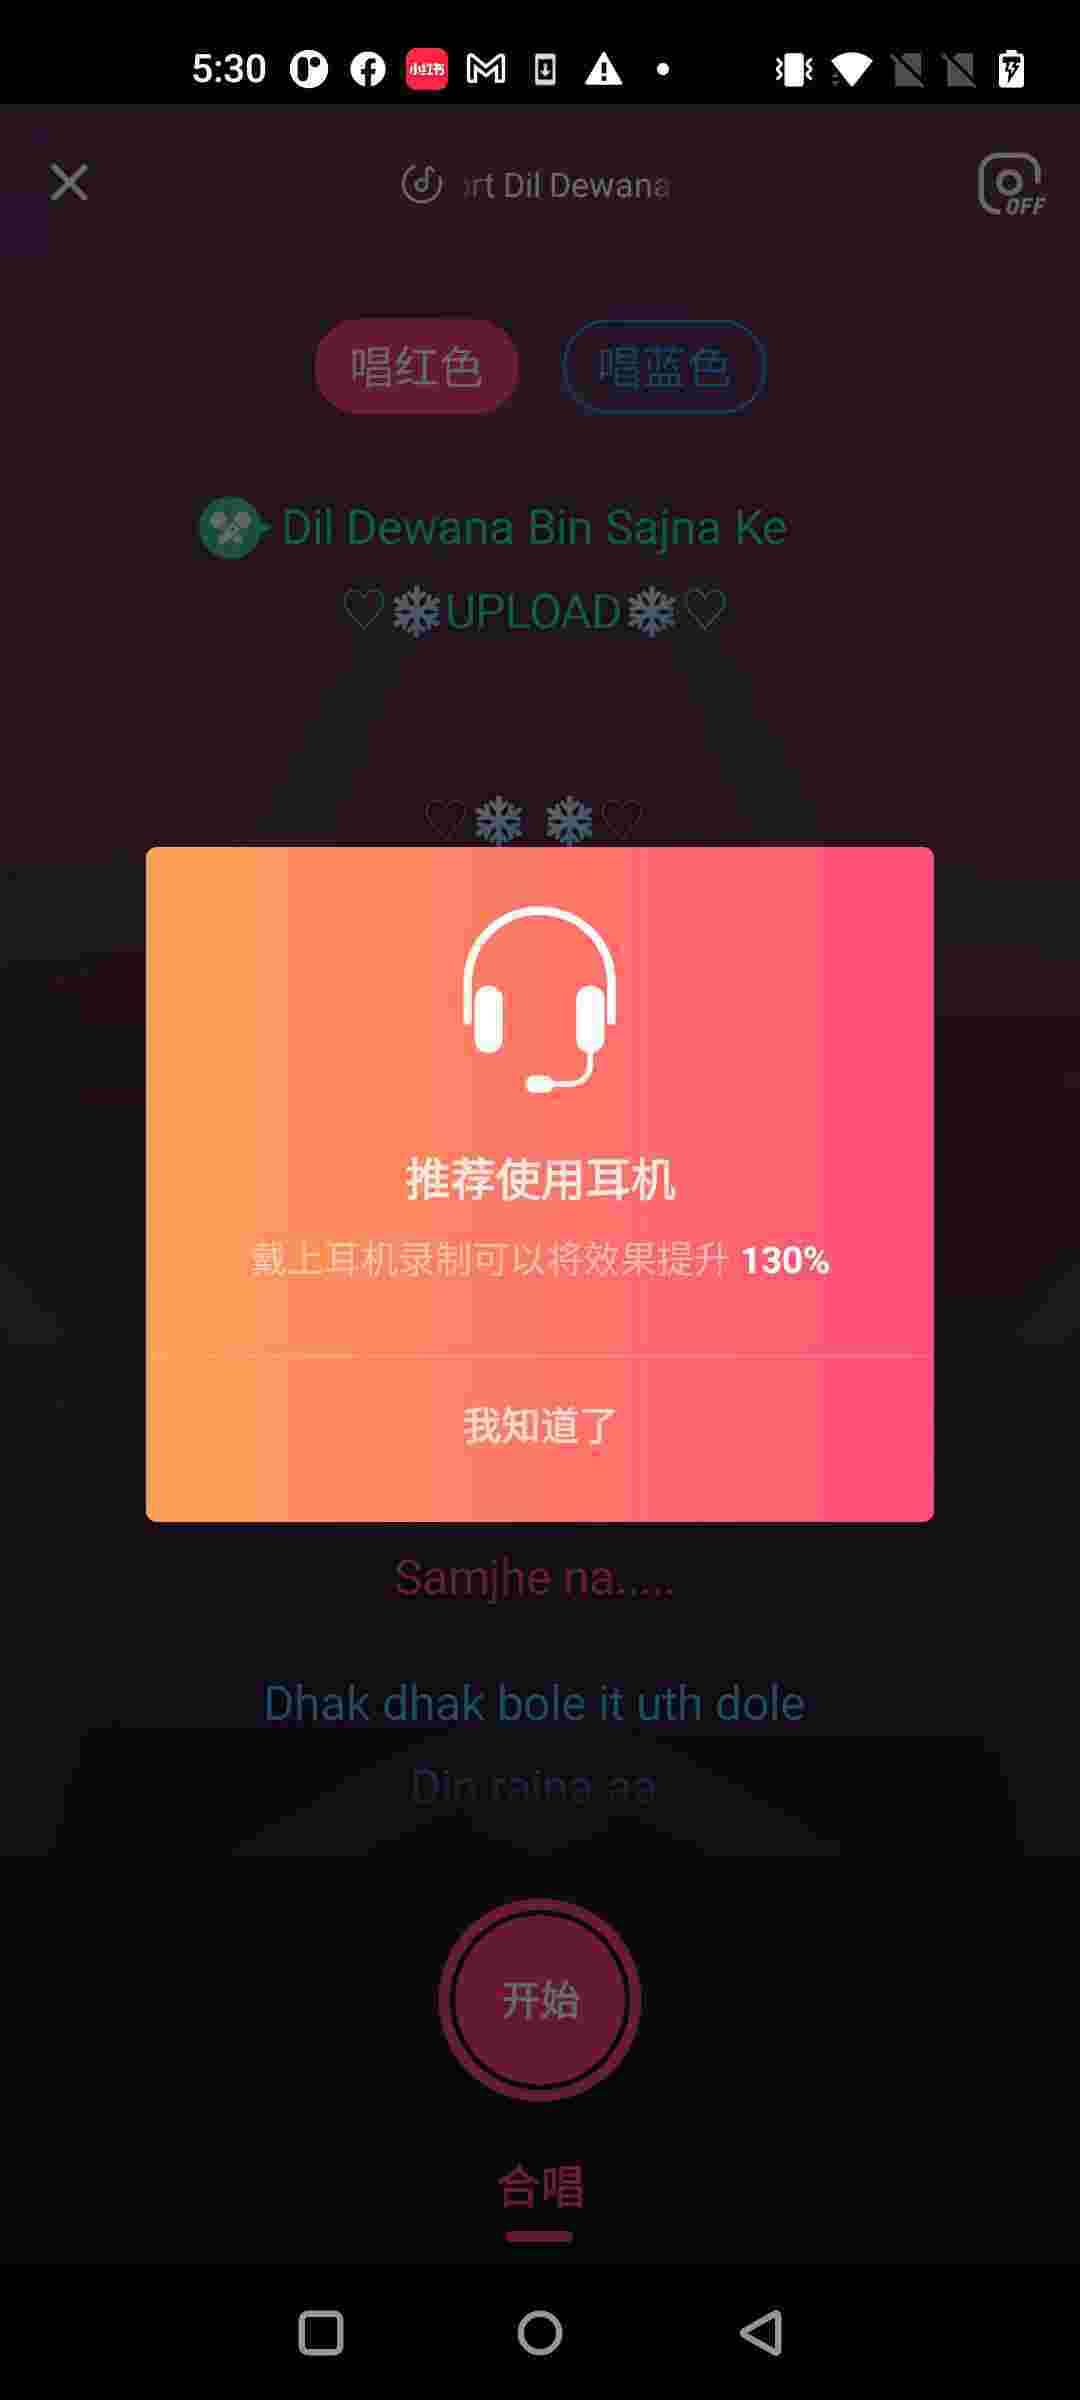 5:30
小红书
ort Dil Dewana
OFF
唱红色 唱蓝色
Dil Dewana Bin Sajna Ke
♡❄UPLOAD❄♡
♡❄ ❄♡
推荐使用耳机
戴上耳机录制可以将效果提升 130%
我知道了
Samjhe na.....
Dhak dhak bole it uth dole
Din raina aa
开始
合唱